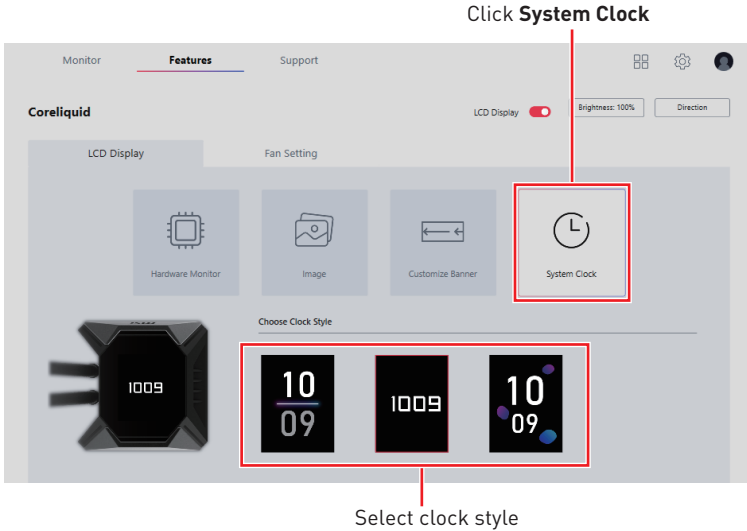 Click System Clock
Monitor Features Support
Coreliquid LCD Display Brightness: 100% Direction
LCD Display Fan Setting
Hardware Monitor Image Customize Banner System Clock
Choose Clock Style
1009
10
09
1009
10
09
Select clock style